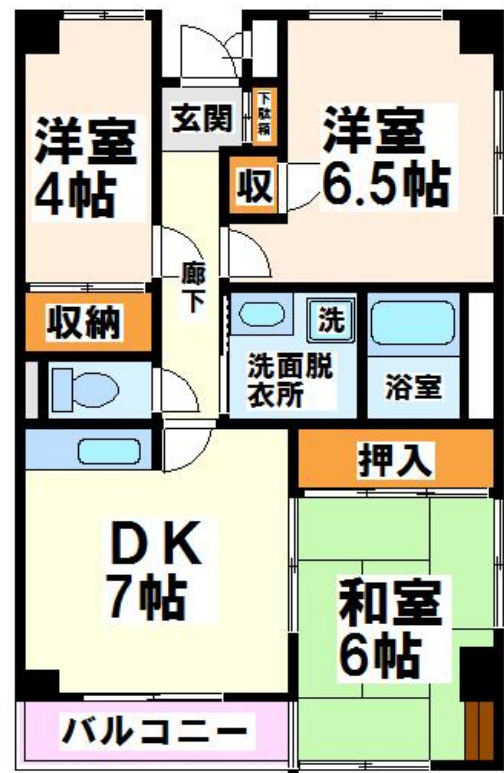 玄関
下駄箱
洋室
4帖
洋室
6.5帖
収
廊下
収納
洗
洗面脱
衣所
浴室
押入
DK
7帖
和室
6帖
バルコニー